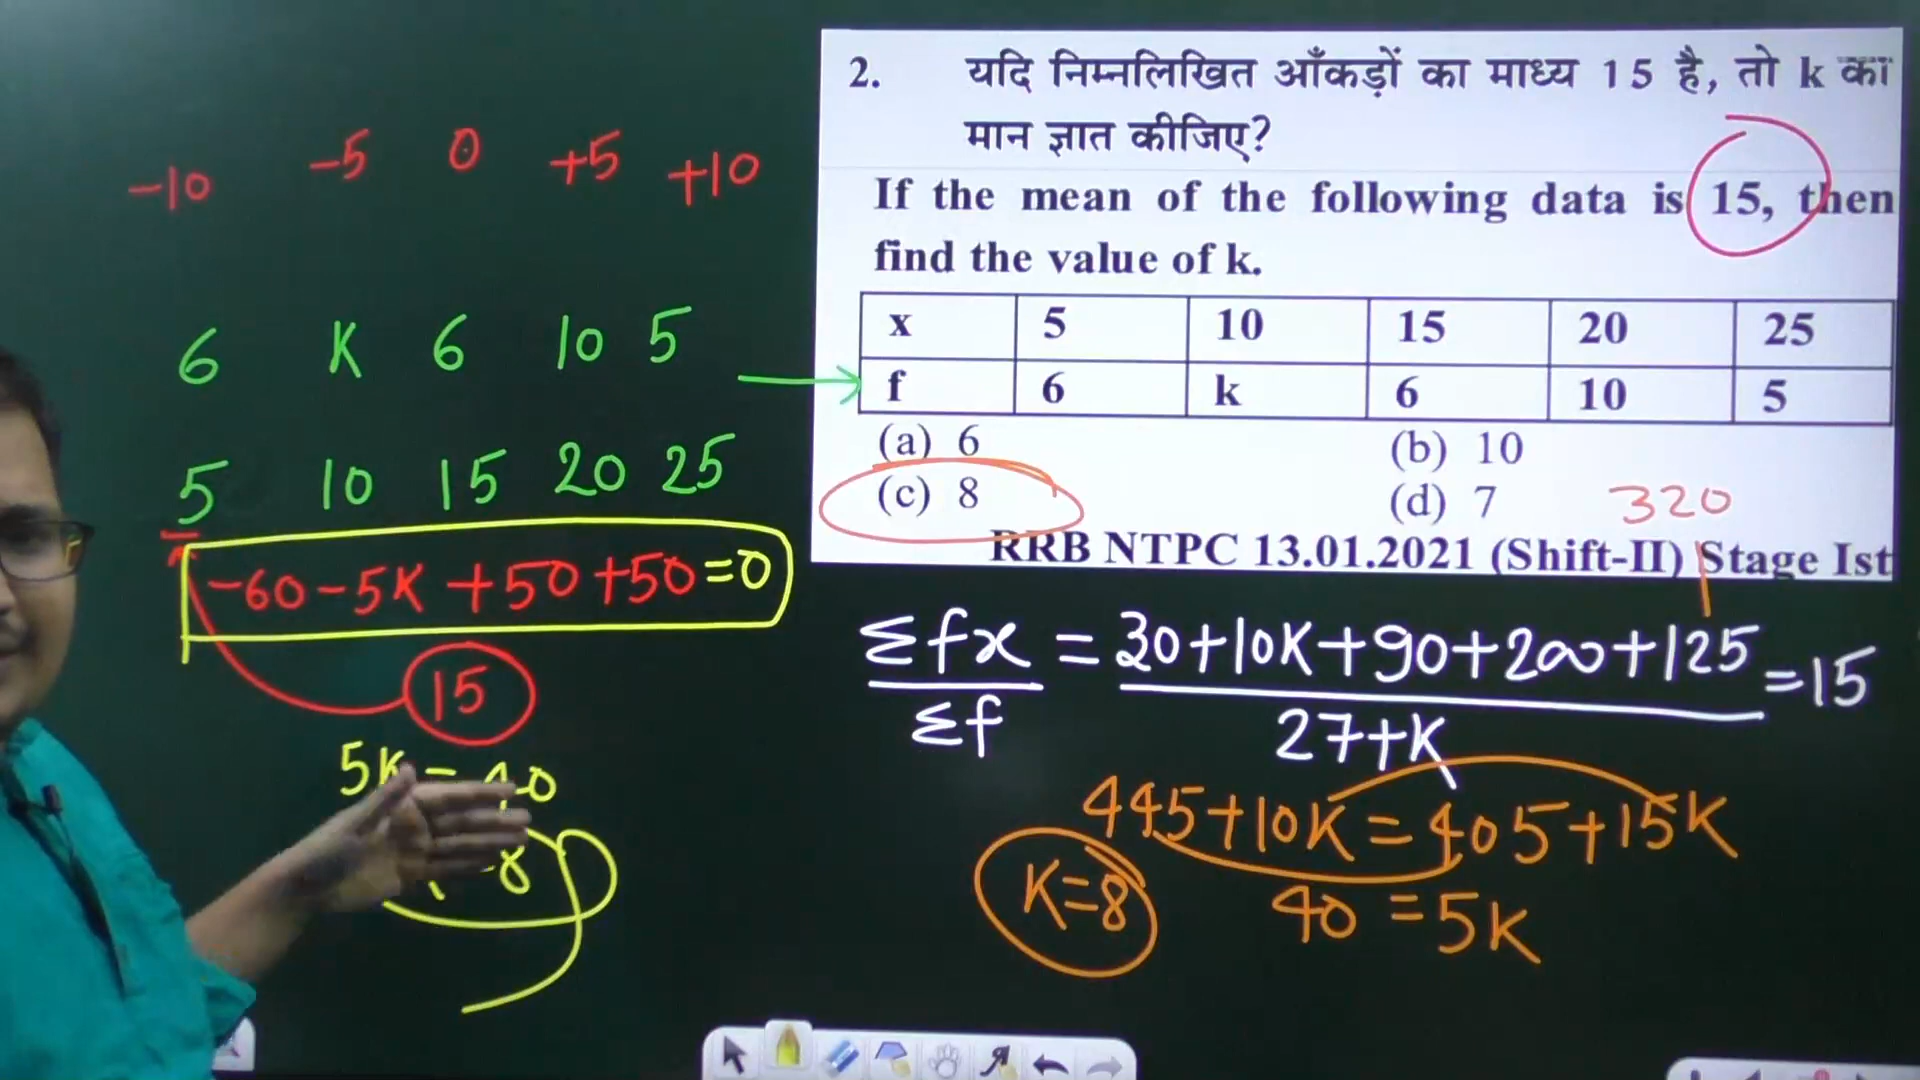 2. यदि निम्नलिखित आँकड़ों का माध्य 15 है, तो k का
मान ज्ञात कीजिए?
If the mean of the following data is 15, then
find the value of k.
x 5 10 15 20 25
f 6 k 6 10 5
(a) 6 (b) 10
(c) 8 (d) 7
RRB NTPC 13.01.2021 (Shift-II) Stage Ist
-10 -5 0 +5 +10
6 K 6 10 5
5 10 15 20 25
-60-5K+50+50=0
15
5K = 40
8
320
Σfx/Σf = 30+10K+90+200+125/27+K =15
445+10K=405+15K
40=5K
K=8